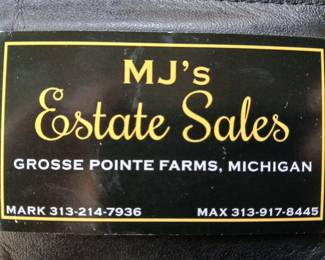 MJ's
Estate Sales
GROSSE POINTE FARMS, MICHIGAN
MARK 313-214-7936 MAX 313-917-8445